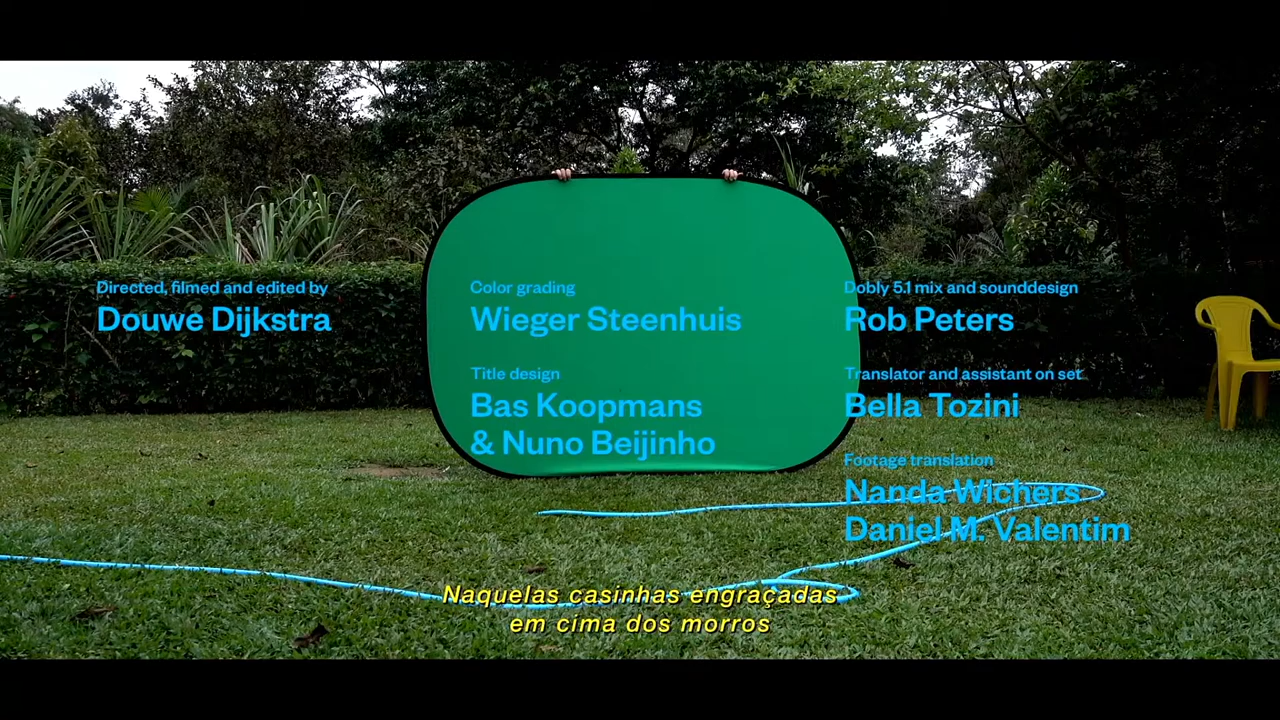 Directed, filmed and edited by
Douwe Dijkstra
Color grading
Wieger Steenhuis
Title design
Bas Koopmans
& Nuno Beijinho
Dobly 5.1 mix and sounddesign
Rob Peters
Translator and assistant on set
Bella Tozini
Footage translation
Nanda Wichers
Daniel M. Valentim
Naquelas casinhas engraçadas
em cima dos morros